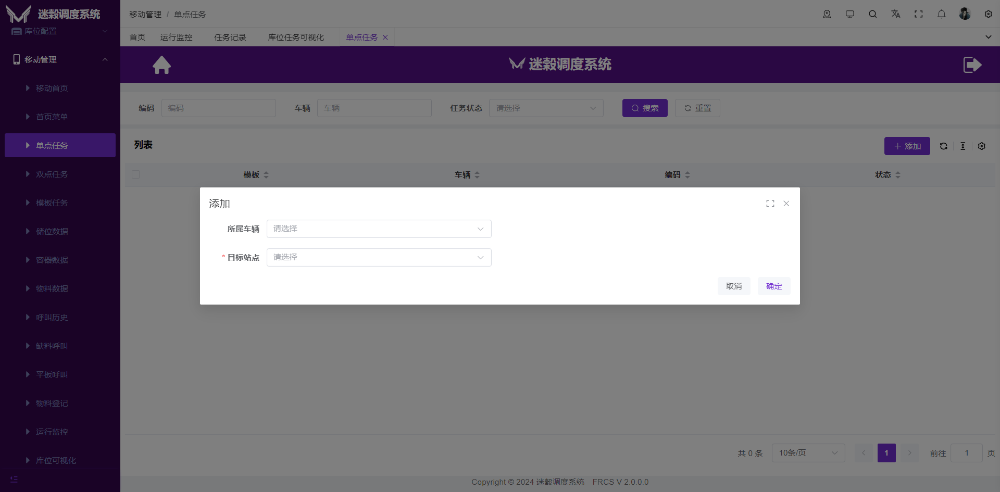 迷榖调度系统
库位配置
移动管理
移动首页
首页菜单
单点任务
双点任务
模板任务
储位数据
容器数据
物料数据
呼叫历史
缺料呼叫
平板呼叫
物料登记
运行监控
库位可视化
移动管理 / 单点任务
首页 运行监控 任务记录 库位任务可视化 单点任务
迷榖调度系统
编码 编码 车辆 车辆 任务状态 请选择 搜索 重置
列表 添加
模板 车辆 编码 状态
添加
所属车辆 请选择
* 目标站点 请选择
取消 确定
共 0 条 10条/页 1 前往 1 页
Copyright © 2024 迷榖调度系统 FRCS V 2.0.0.0